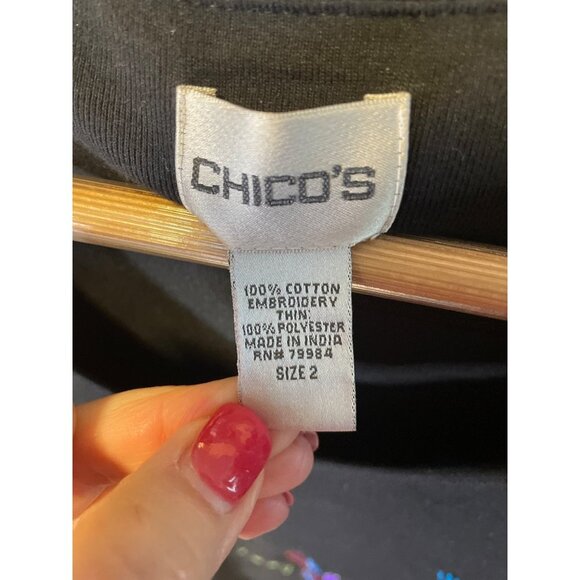 CHICO'S
100% COTTON
EMBROIDERY
THIN:
100% POLYESTER
MADE IN INDIA
RN# 79984
SIZE 2